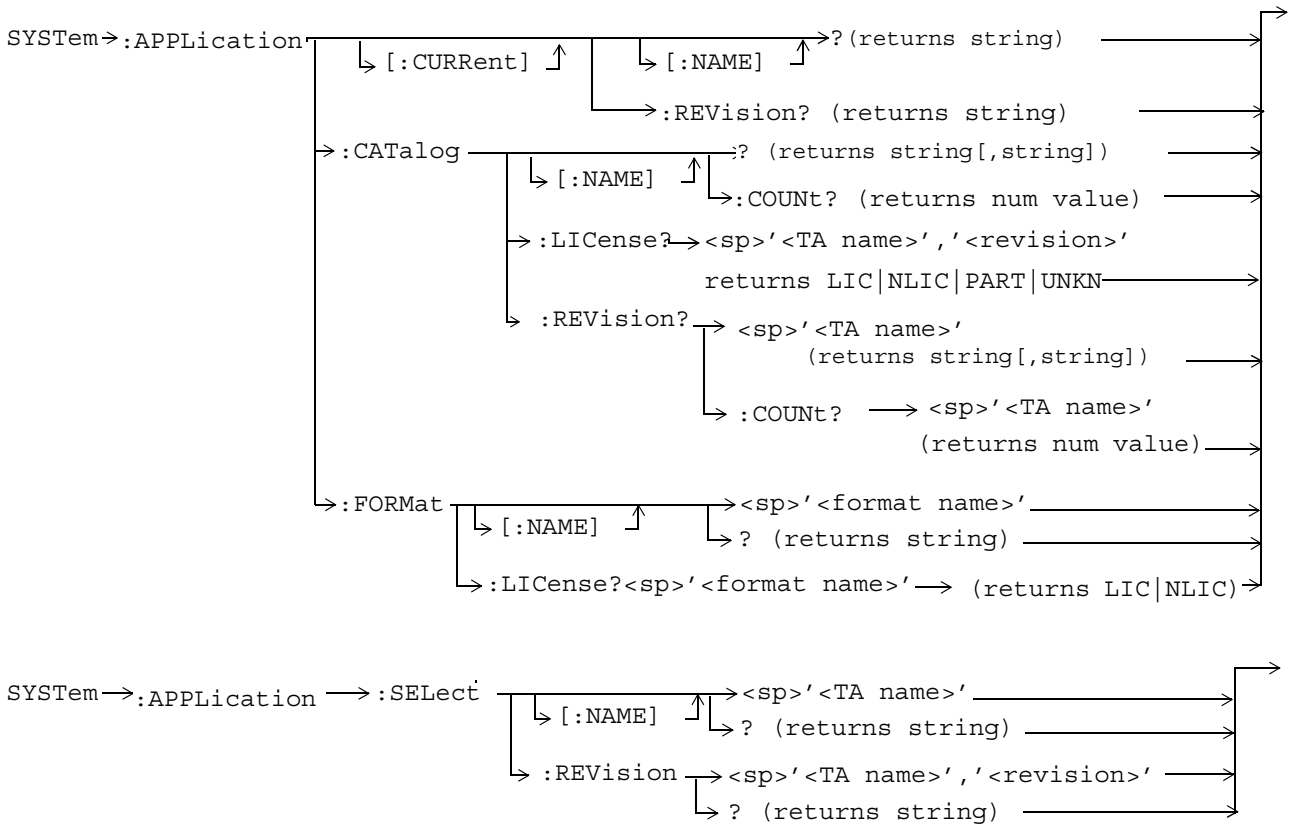 SYSTem :APPLication ? (returns string)
[:CURRent] [:NAME]
:REVision? (returns string)
:CATalog :? (returns string[,string])
[:NAME]
:COUNt? (returns num value)
:LICense? <sp>'<TA name>','<revision>'
returns LIC|NLIC|PART|UNKN
:REVision? <sp>'<TA name>'
(returns string[,string])
:COUNt? <sp>'<TA name>'
(returns num value)
:FORMat <sp>'<format name>'
[:NAME] ? (returns string)
:LICense?<sp>'<format name>' (returns LIC|NLIC)
SYSTem :APPLication :SELect <sp>'<TA name>'
[:NAME] ? (returns string)
:REVision <sp>'<TA name>','<revision>'
? (returns string)